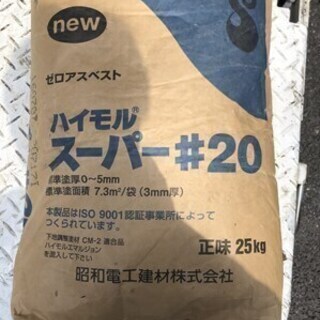 new
ゼロアスベスト
ハイモル®
スーパー#20
標準塗厚0~5mm
標準塗面積 7.3m²/袋(3mm厚)
本製品はISO 9001認証事業所によって
つくられています。
下地調整塗材 CM-2 適合品
ハイモルエマルジョン
を混入して下さい
正味 25kg
昭和電工建材株式会社